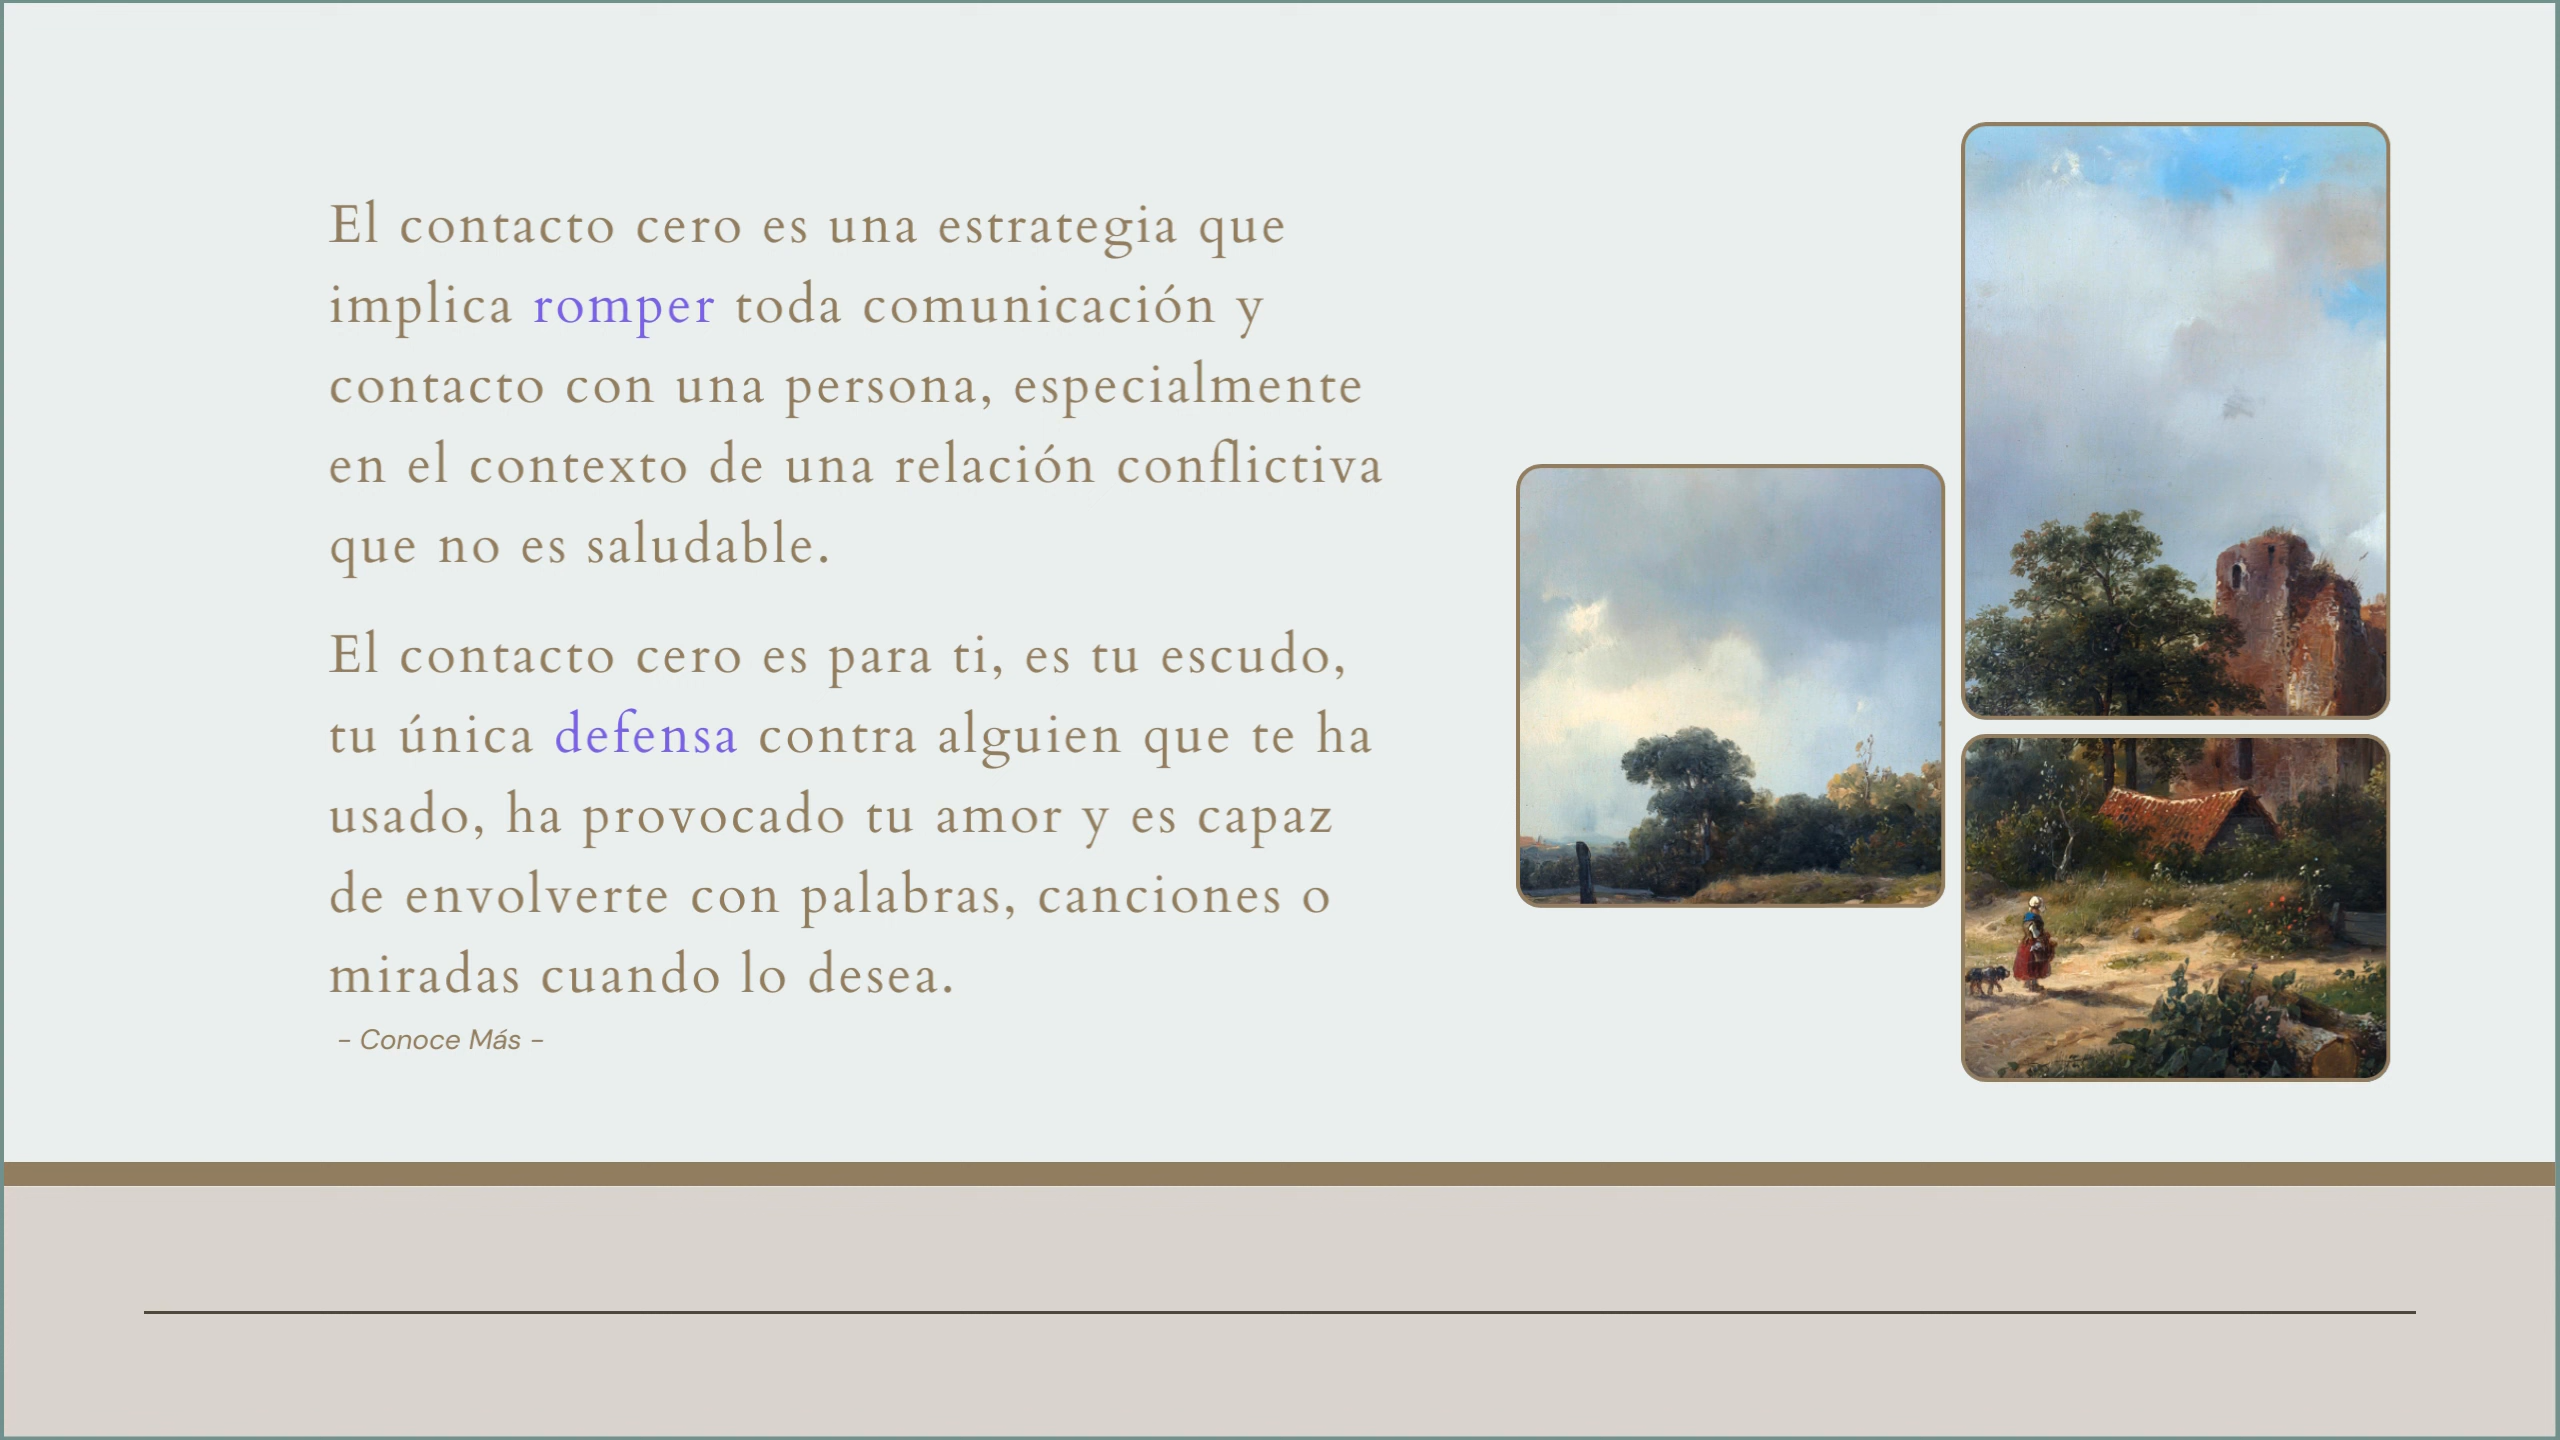 El contacto cero es una estrategia que
implica romper toda comunicación y
contacto con una persona, especialmente
en el contexto de una relación conflictiva
que no es saludable.
El contacto cero es para ti, es tu escudo,
tu única defensa contra alguien que te ha
usado, ha provocado tu amor y es capaz
de envolverte con palabras, canciones o
miradas cuando lo desea.
- Conoce Más -